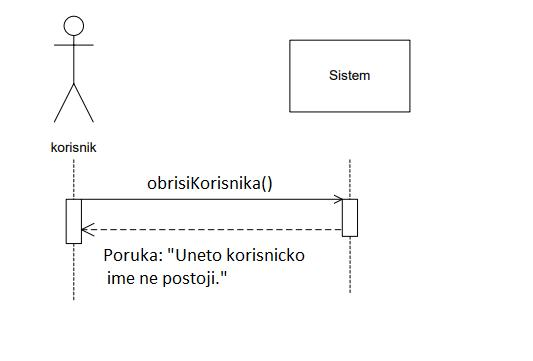 Sistem
korisnik
obrisiKorisnika()
Poruka: "Uneto korisnicko
ime ne postoji."